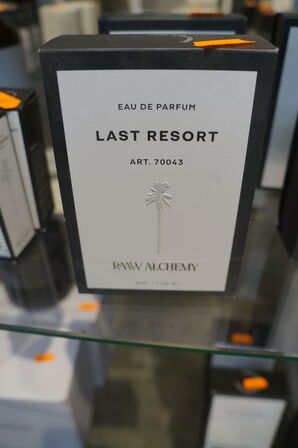 EAU DE PARFUM
LAST RESORT
ART. 70043
RAAW ALCHEMY